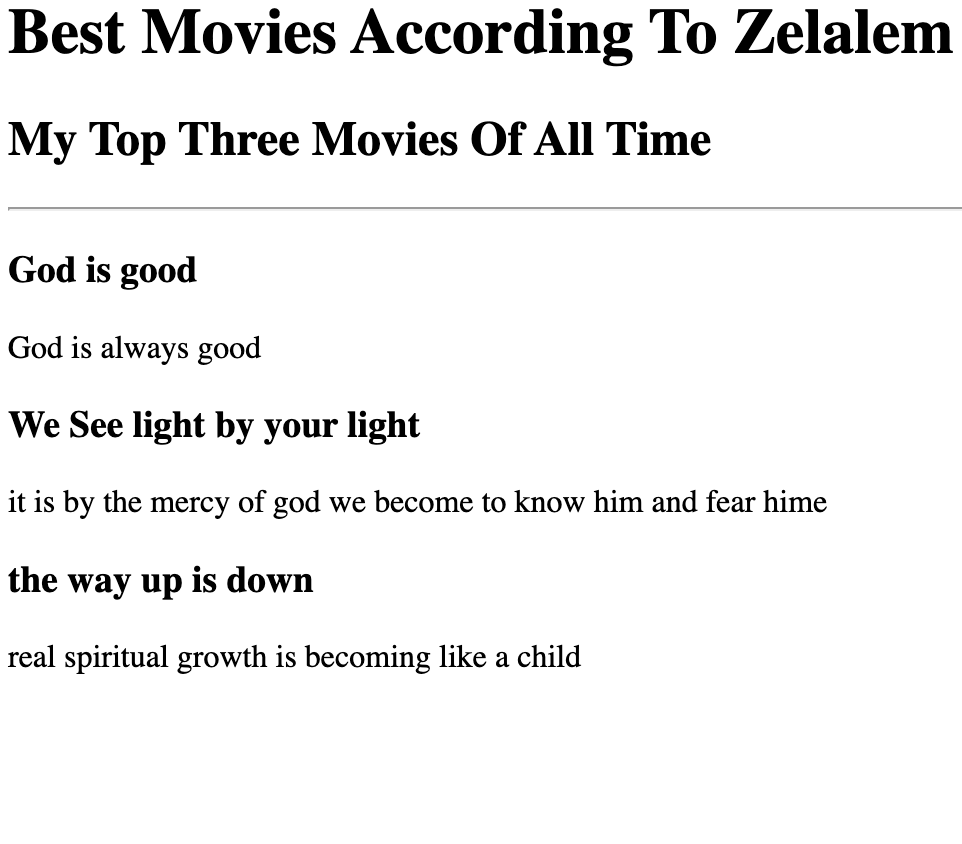 Best Movies According To Zelalem
My Top Three Movies Of All Time
God is good
God is always good
We See light by your light
it is by the mercy of god we become to know him and fear hime
the way up is down
real spiritual growth is becoming like a child